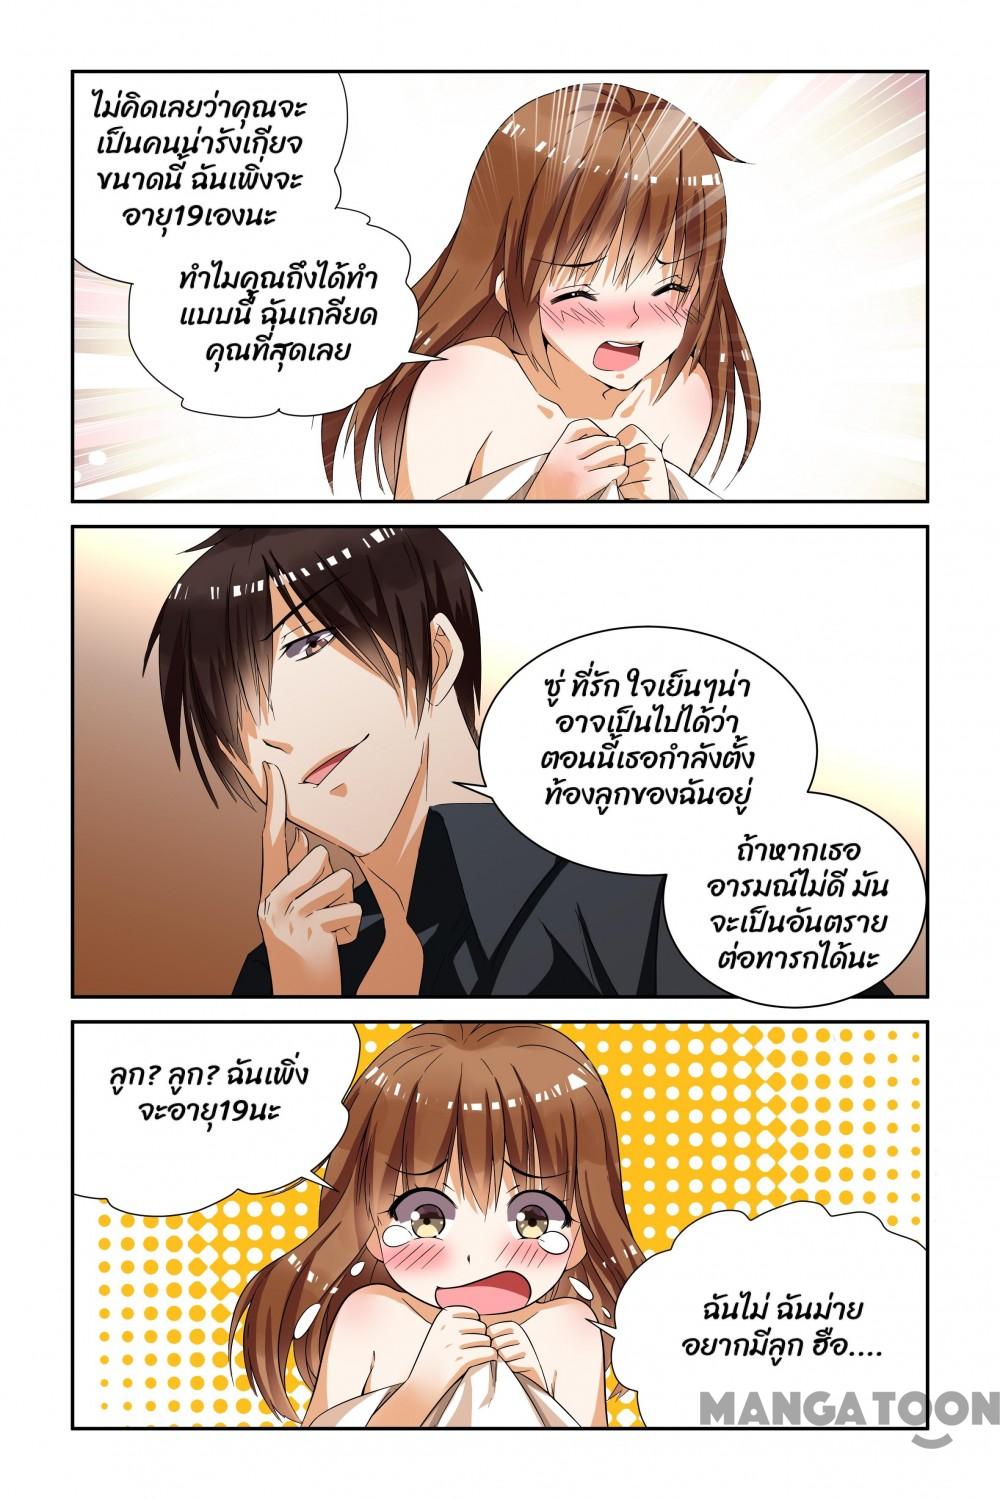 ไม่คิดเลยว่าคุณจะ
เป็นคนน่ารังเกียจ
ขนาดนี้ ฉันเพิ่งจะ
อายุ19เองนะ
ทำไมคุณถึงได้ทำ
แบบนี้ ฉันเกลียด
คุณที่สุดเลย
ซู่ ที่รัก ใจเย็นๆน่า
อาจเป็นไปได้ว่า
ตอนนี้เธอกำลังตั้ง
ท้องลูกของฉันอยู่
ถ้าหากเธอ
อารมณ์ไม่ดี มัน
จะเป็นอันตราย
ต่อทารกได้นะ
ลูก? ลูก? ฉันเพิ่ง
จะอายุ19นะ
ฉันไม่ ฉันม่าย
อยากมีลูก ฮือ....
MANGATOON